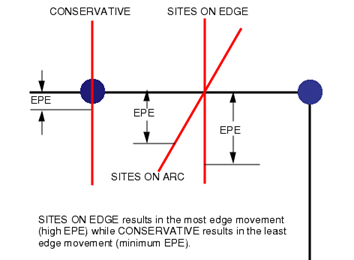 CONSERVATIVE SITES ON EDGE
EPE
EPE
EPE
SITES ON ARC
SITES ON EDGE results in the most edge movement
(high EPE) while CONSERVATIVE results in the least
edge movement (minimum EPE).